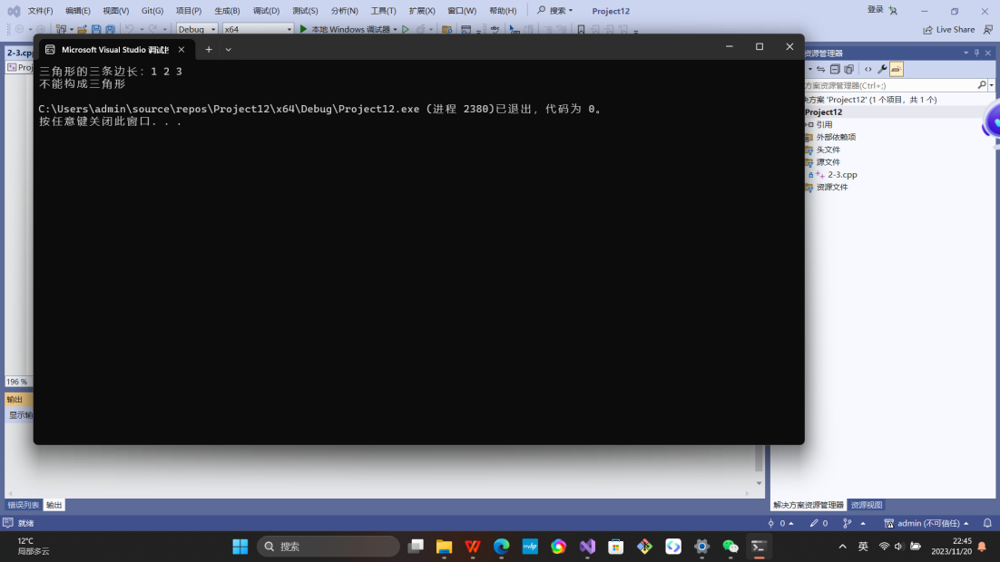 文件(F) 编辑(E) 视图(V) Git(G) 项目(P) 生成(B) 调试(D) 测试(S) 分析(N) 工具(T) 扩展(X) 窗口(W) 帮助(H) 搜索 Project12 登录
Debug x64 本地 Windows 调试器 Live Share
2-3.cp
Microsoft Visual Studio 调试
资源管理器
Proj
三角形的三条边长: 1 2 3
不能构成三角形
C:\Users\admin\source\repos\Project12\x64\Debug\Project12.exe (进程 2380)已退出，代码为 0。
按任意键关闭此窗口. . .
方案资源管理器(Ctrl+;)
决方案 'Project12' (1 个项目, 共 1 个)
Project12
引用
外部依赖项
头文件
源文件
2-3.cpp
资源文件
196 %
输出
显示输
错误列表 输出
解决方案资源管理器 资源视图
就绪 0 0 admin (不可信任)
12°C
局部多云
搜索
英
22:45
2023/11/20